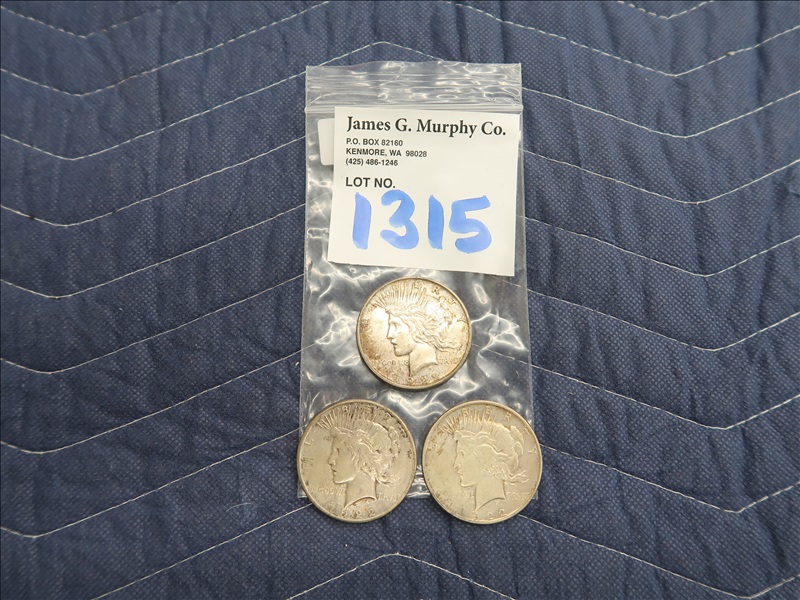 James G. Murphy Co.
P.O. BOX 82160
KENMORE, WA 98028
(425) 486-1246
LOT NO.
1315